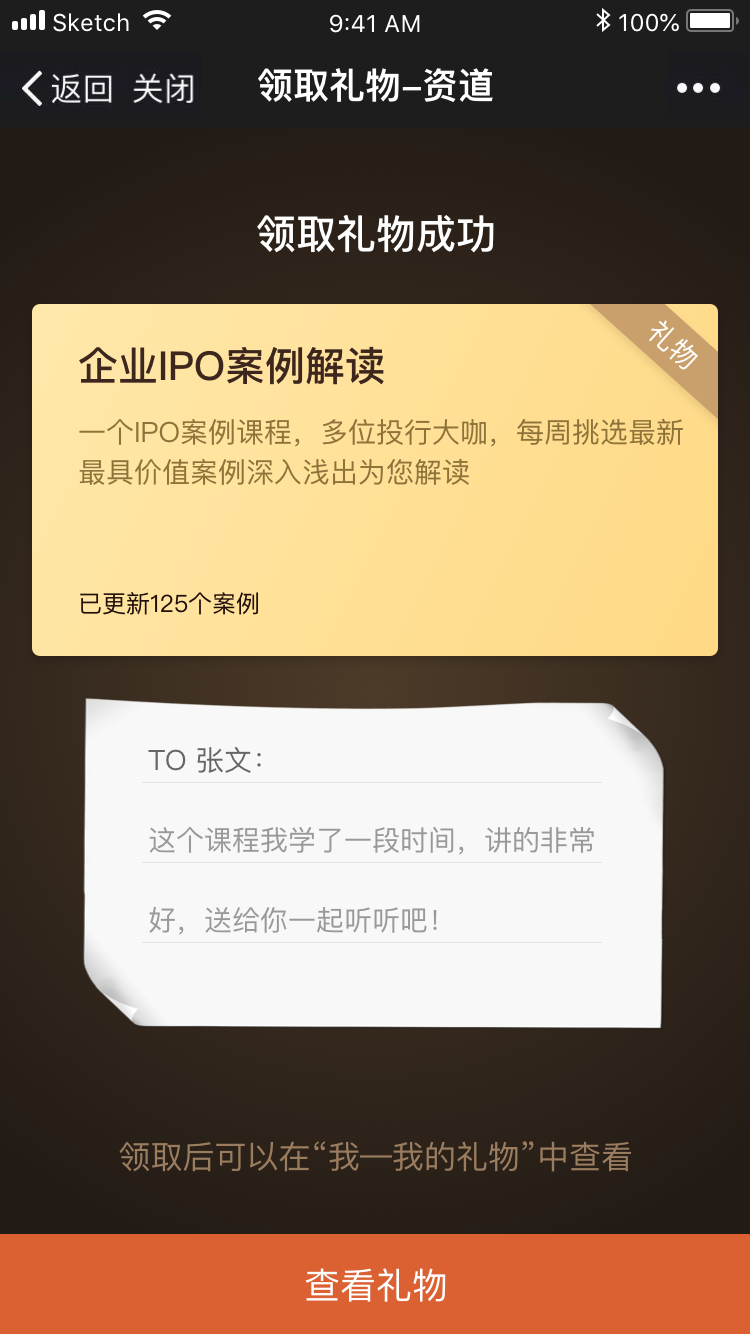 Sketch 9:41 AM 100%
返回 关闭 领取礼物–资道
领取礼物成功
礼物
企业IPO案例解读
一个IPO案例课程，多位投行大咖，每周挑选最新
最具价值案例深入浅出为您解读
已更新125个案例
TO 张文：
这个课程我学了一段时间，讲的非常
好，送给你一起听听吧！
领取后可以在“我—我的礼物”中查看
查看礼物